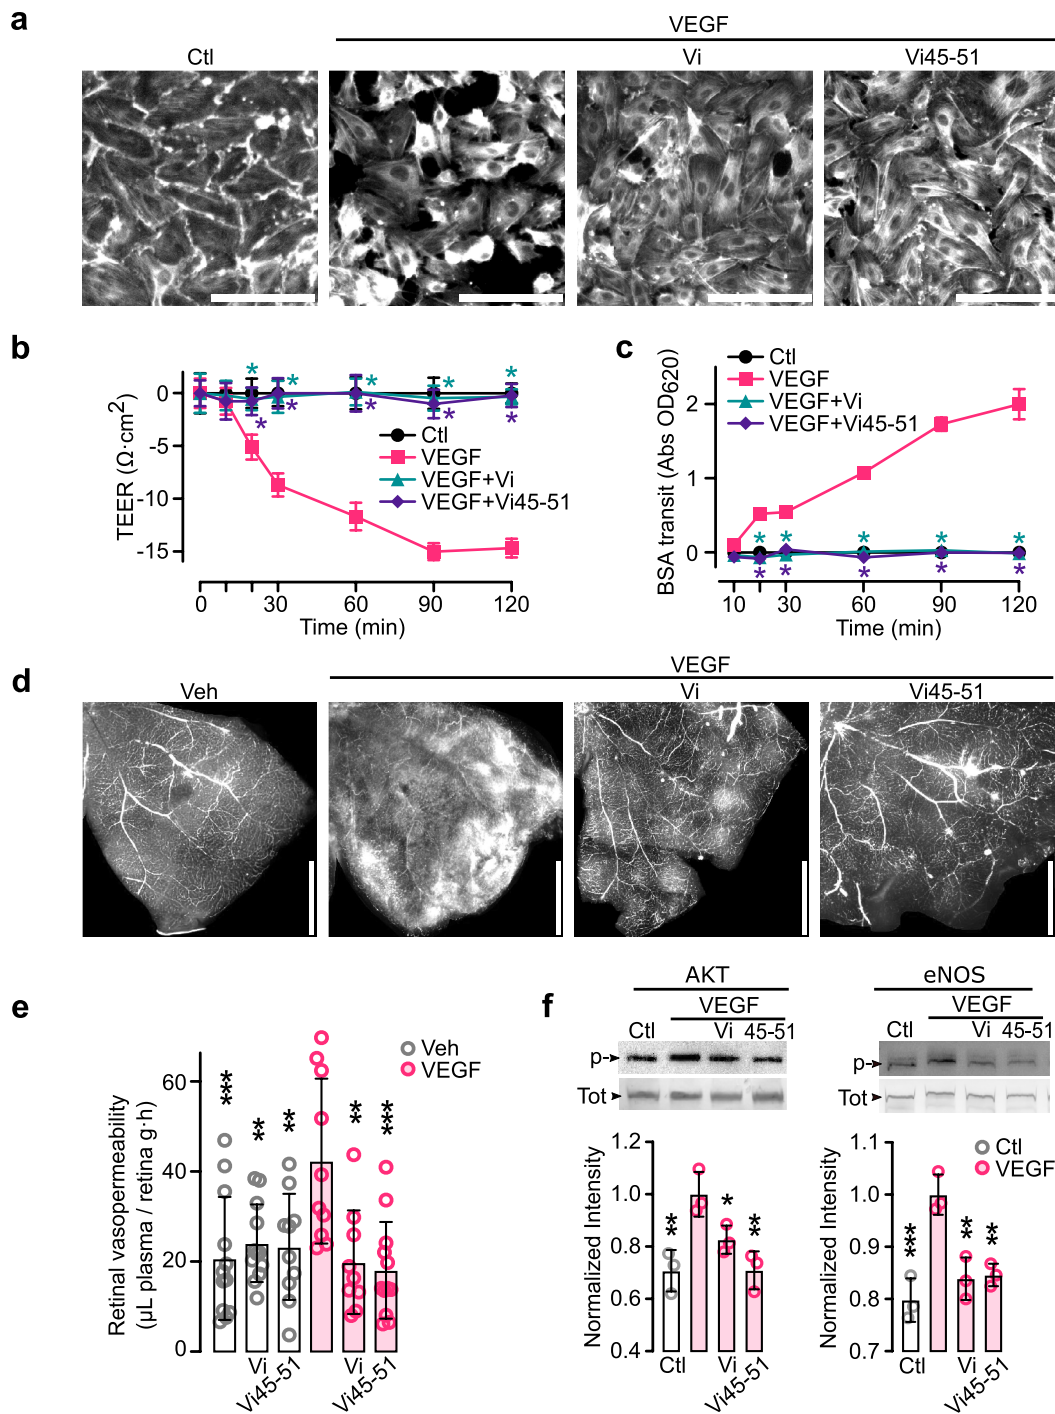 a
VEGF
Ctl
Vi
Vi45-51
b
TEER (Ω·cm²)
0
-5
-10
-15
*
*
*
*
*
*
*
*
*
*
Ctl
VEGF
VEGF+Vi
VEGF+Vi45-51
0
30
60
90
120
Time (min)
c
BSA transit (Abs OD620)
2
1
0
Ctl
VEGF
VEGF+Vi
VEGF+Vi45-51
* * * * *
* * * * *
10
30
60
90
120
Time (min)
d
VEGF
Veh
Vi
Vi45-51
e
Retinal vasopermeability
(µL plasma / retina g·h)
60
40
20
0
Veh
VEGF
***
**
**
**
***
Vi
Vi45-51
Vi
Vi45-51
f
AKT
VEGF
Ctl
Vi
45-51
p-
Tot
Normalized Intensity
1.2
1.0
0.8
0.6
0.4
**
*
**
Ctl
Vi
Vi45-51
eNOS
VEGF
Ctl
Vi
45-51
p-
Tot
Normalized Intensity
1.1
1.0
0.9
0.8
0.7
Ctl
VEGF
***
**
**
Ctl
Vi
Vi45-51